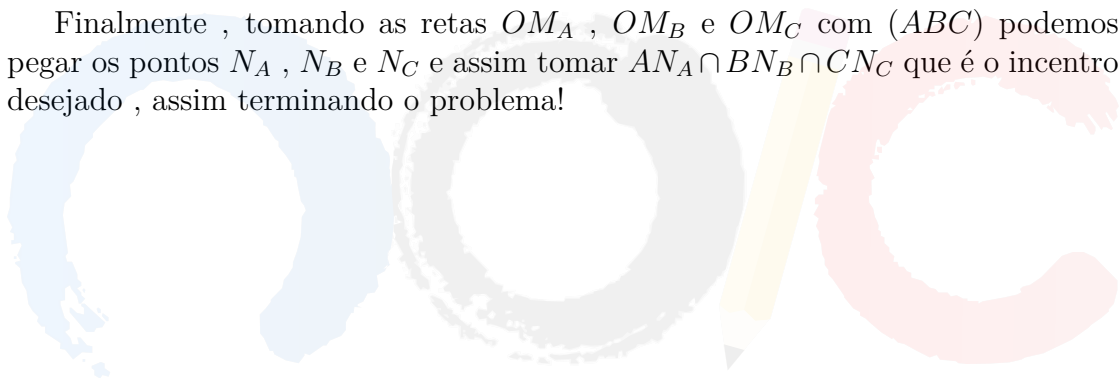 Finalmente , tomando as retas $OM_A$ , $OM_B$ e $OM_C$ com $(ABC)$ podemos
pegar os pontos $N_A$ , $N_B$ e $N_C$ e assim tomar $AN_A \cap BN_B \cap CN_C$ que é o incentro
desejado , assim terminando o problema!